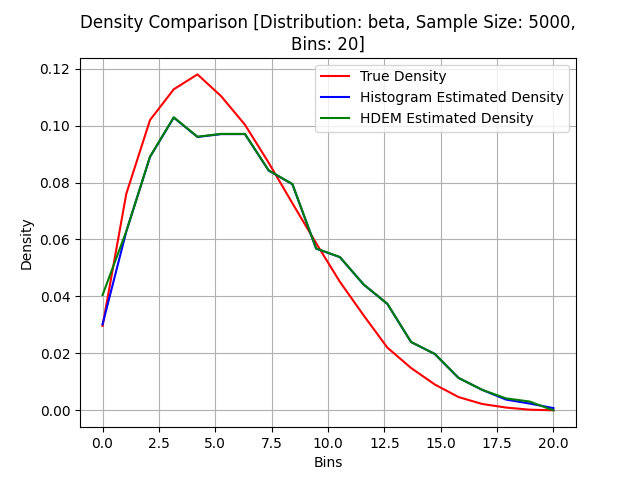 Density Comparison [Distribution: beta, Sample Size: 5000,
Bins: 20]
True Density
Histogram Estimated Density
HDEM Estimated Density
Density
0.12
0.10
0.08
0.06
0.04
0.02
0.00
0.0 2.5 5.0 7.5 10.0 12.5 15.0 17.5 20.0
Bins